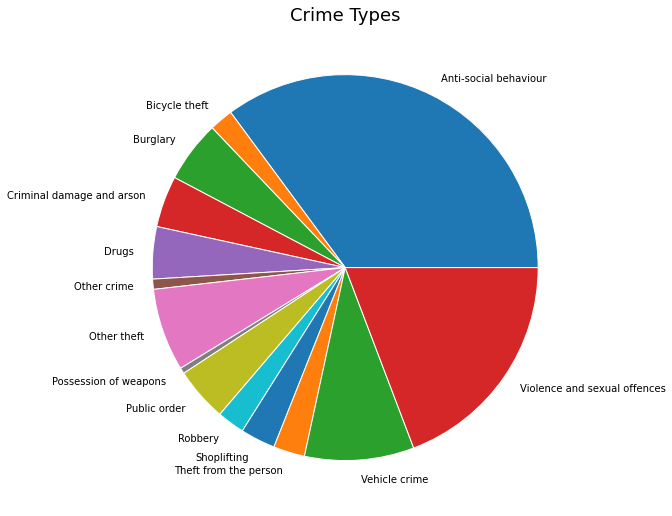 Crime Types
Anti-social behaviour
Bicycle theft
Burglary
Criminal damage and arson
Drugs
Other crime
Other theft
Possession of weapons
Public order
Robbery
Shoplifting
Theft from the person
Vehicle crime
Violence and sexual offences